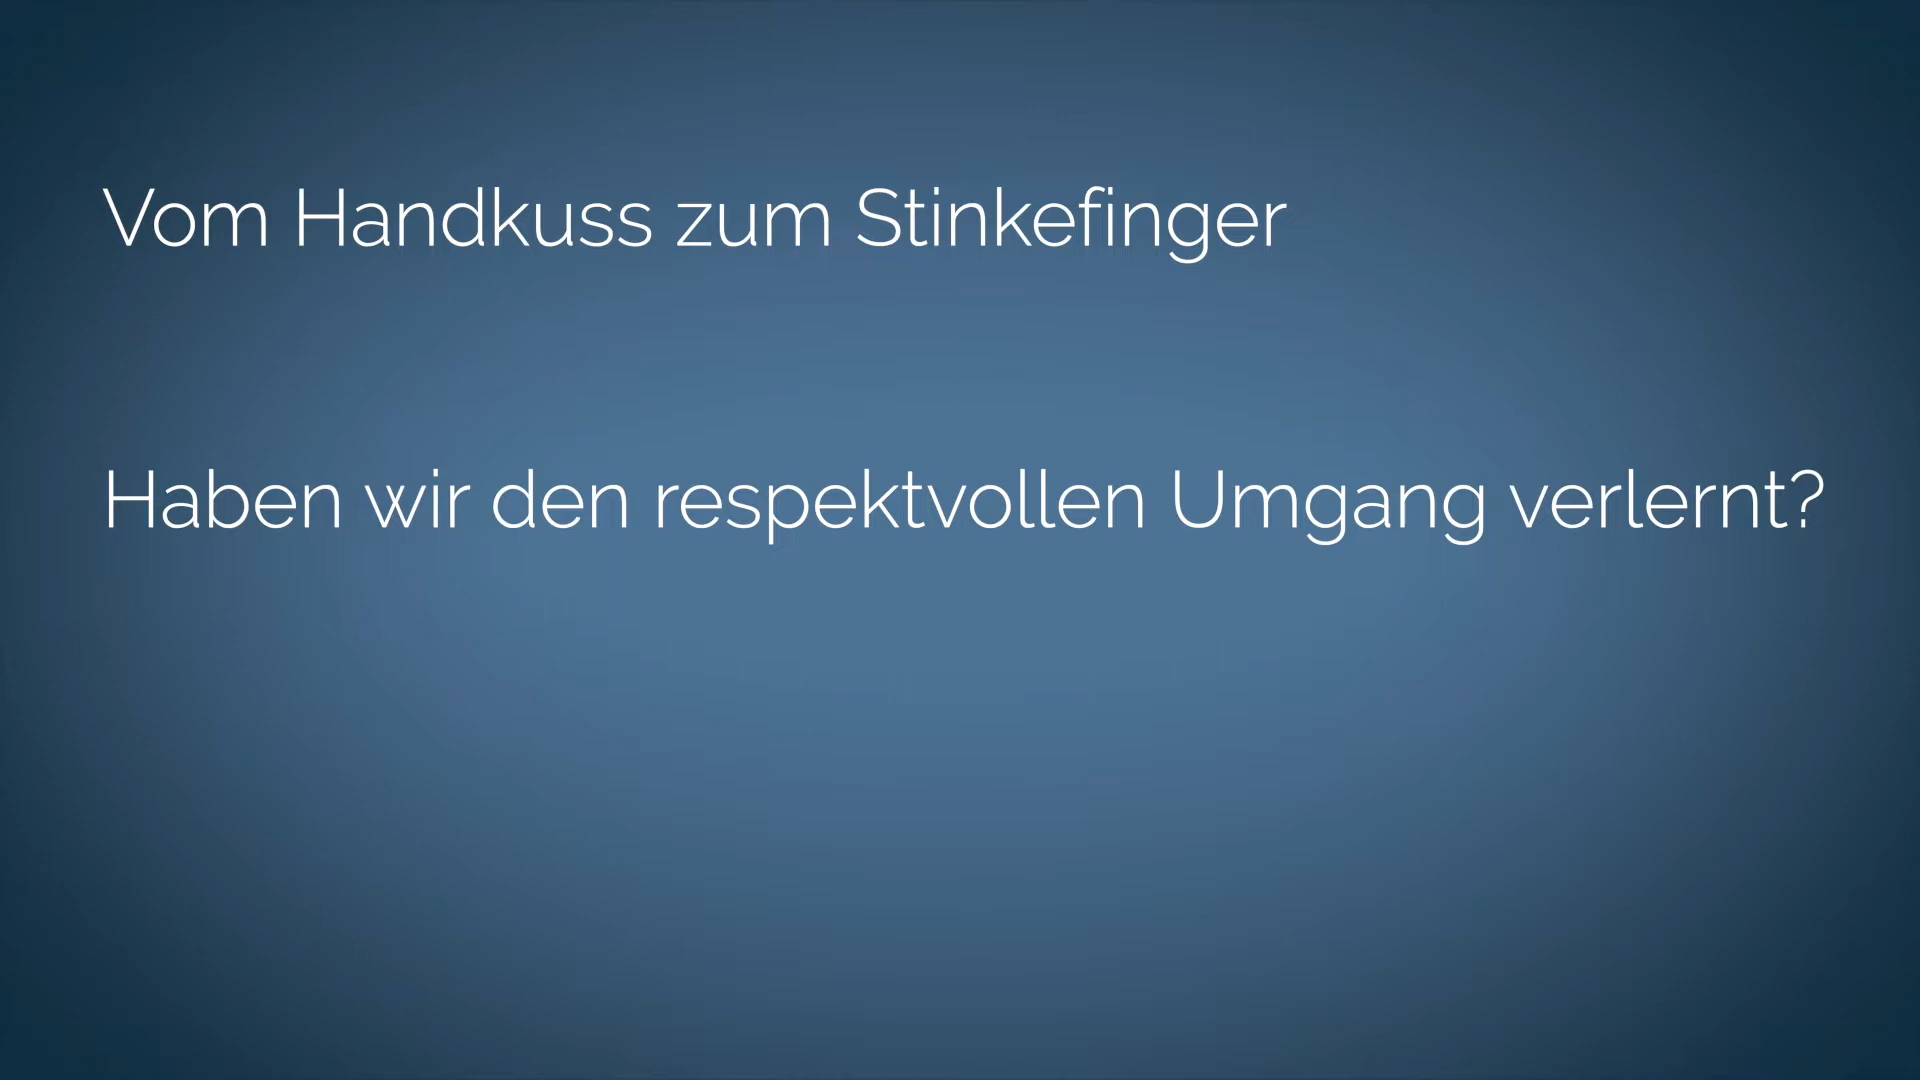 Vom Handkuss zum Stinkefinger
Haben wir den respektvollen Umgang verlernt?